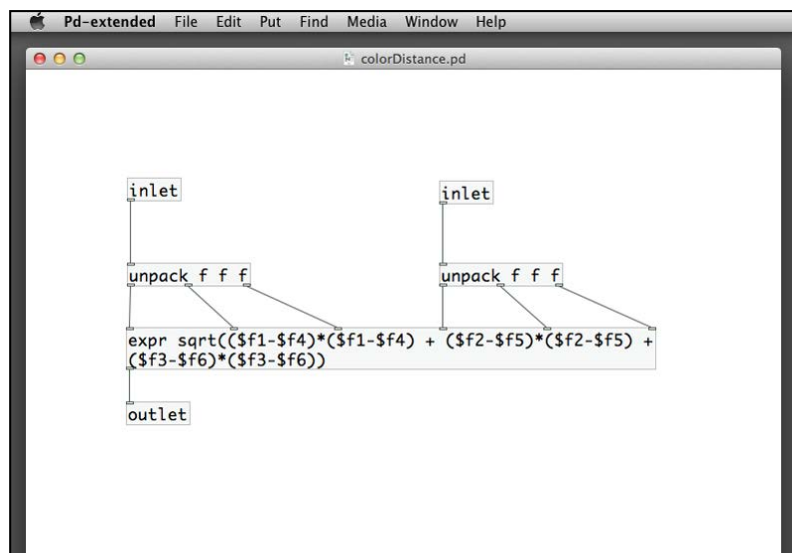 Pd-extended File Edit Put Find Media Window Help
colorDistance.pd
inlet
inlet
unpack f f f
unpack f f f
expr sqrt(($f1-$f4)*($f1-$f4) + ($f2-$f5)*($f2-$f5) +
($f3-$f6)*($f3-$f6))
outlet